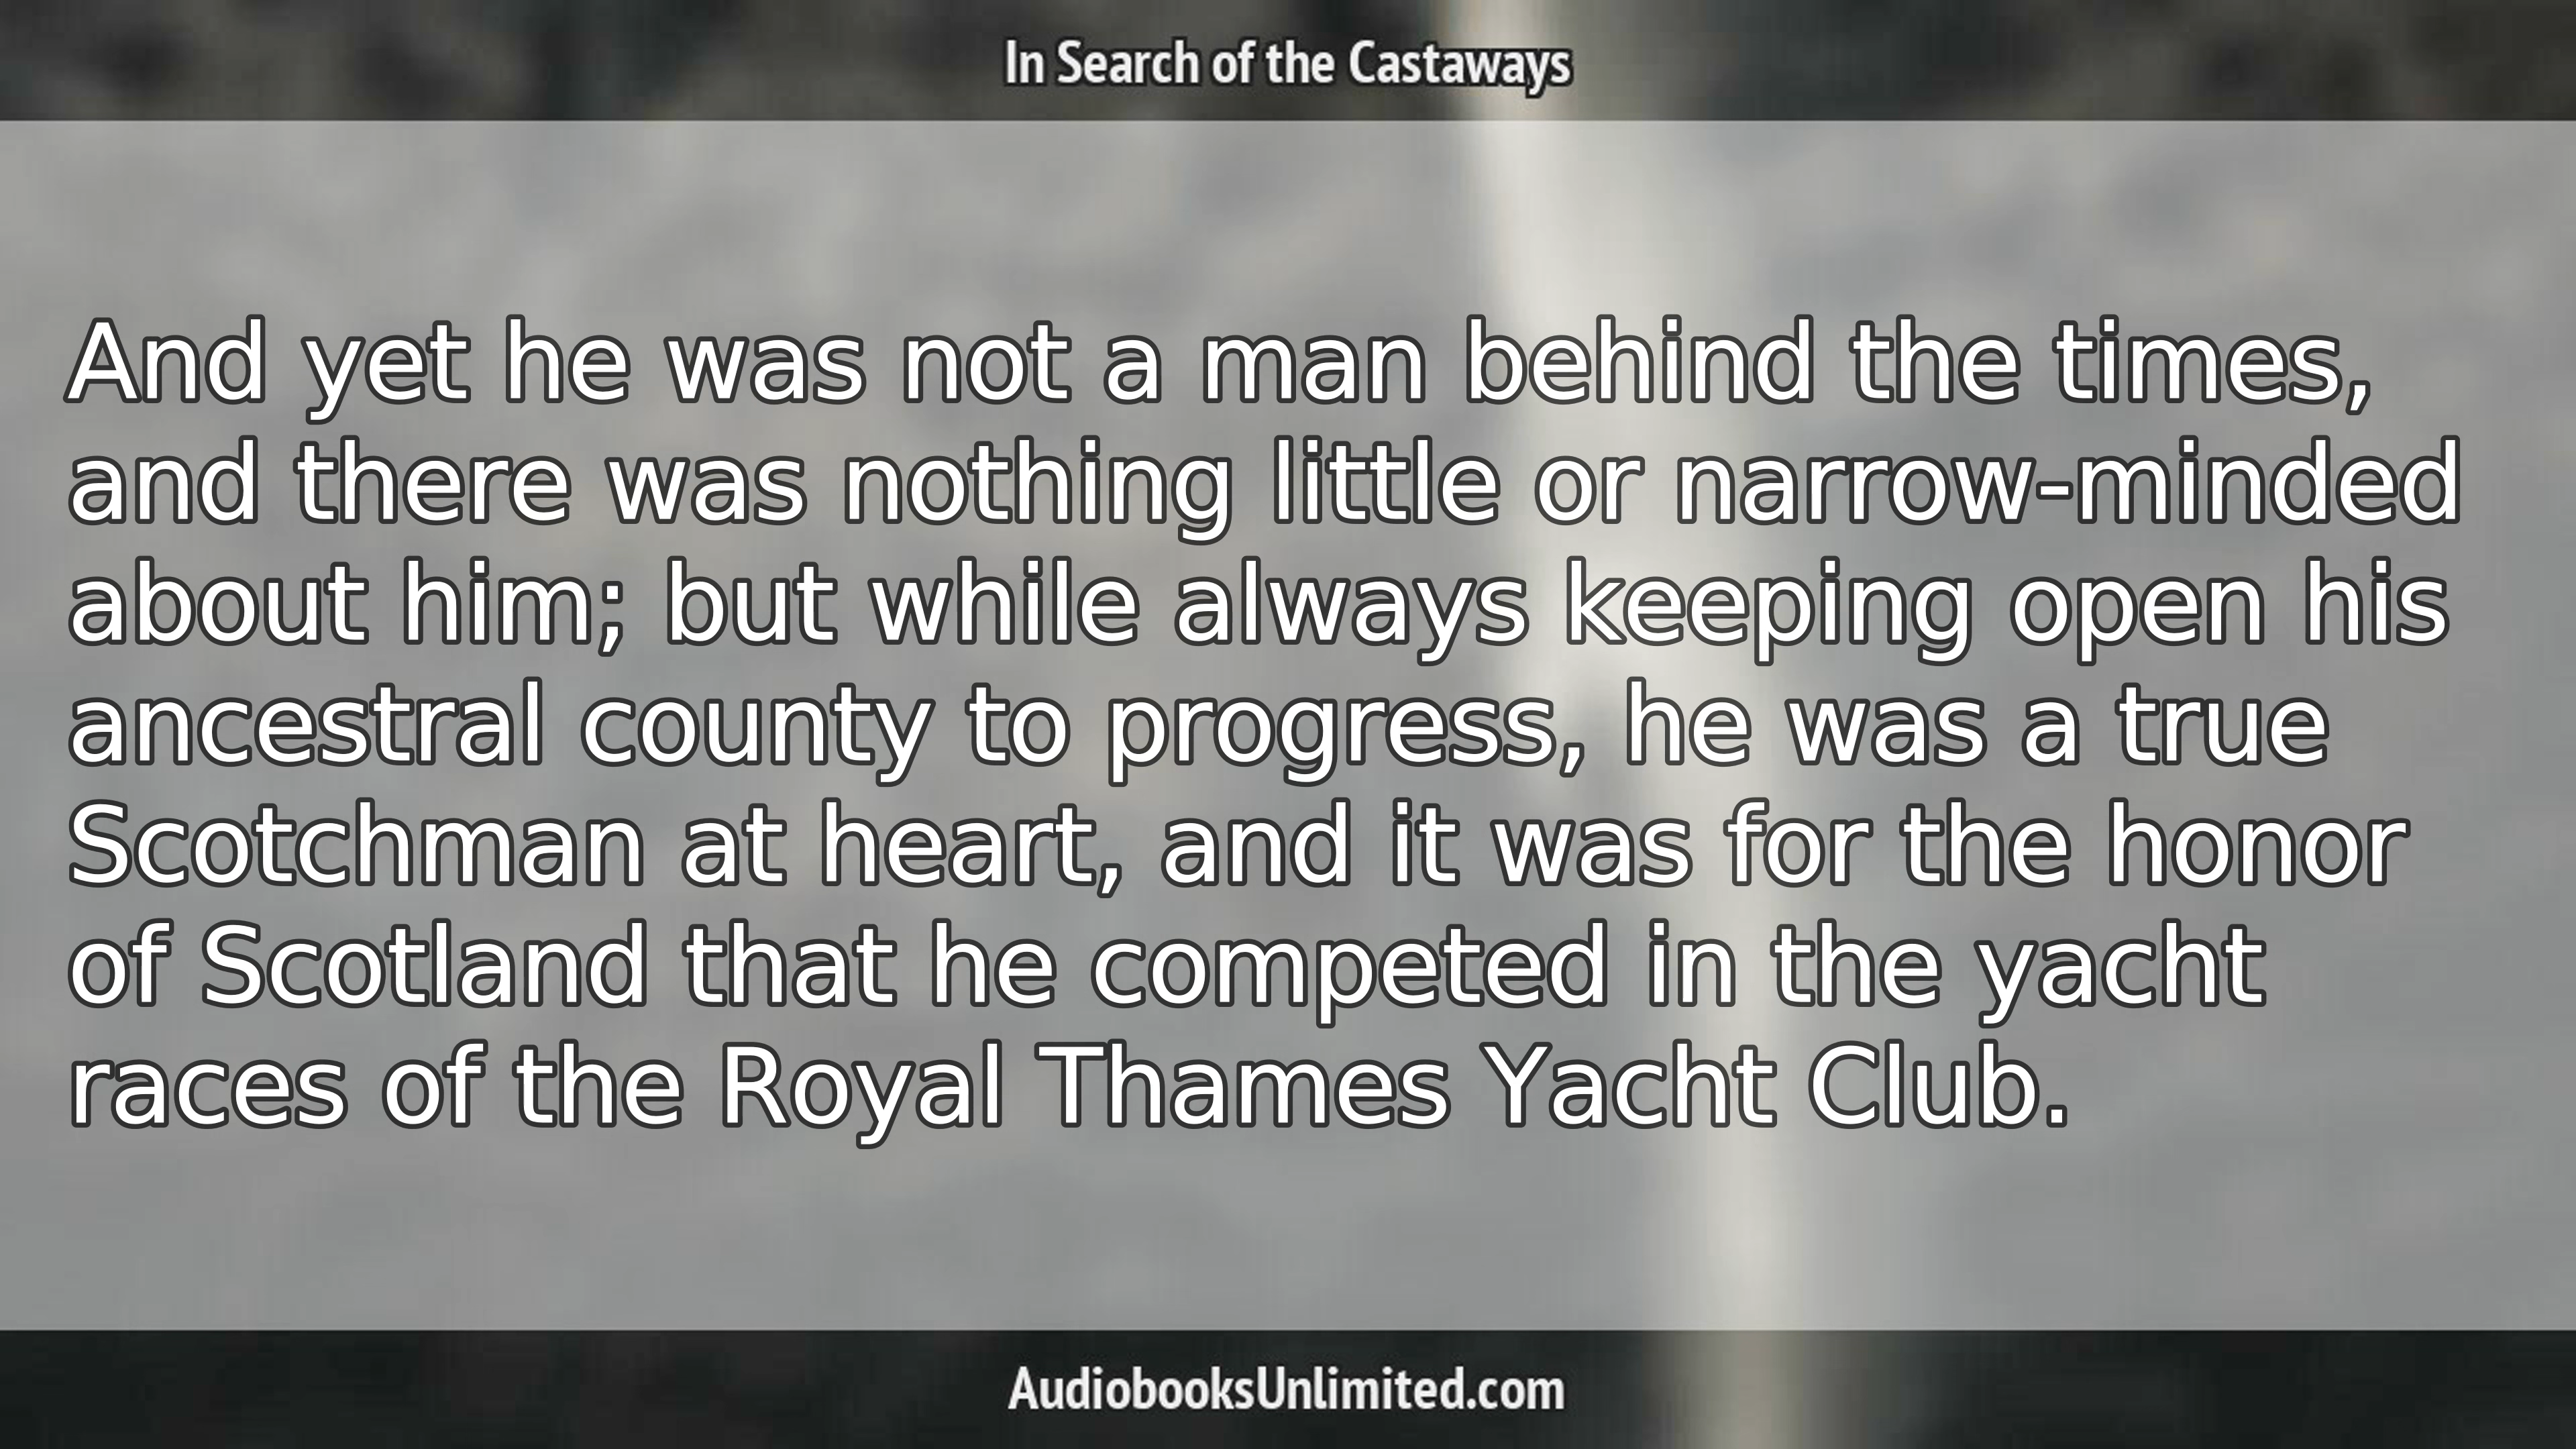 In Search of the Castaways
And yet he was not a man behind the times,
and there was nothing little or narrow-minded
about him; but while always keeping open his
ancestral county to progress, he was a true
Scotchman at heart, and it was for the honor
of Scotland that he competed in the yacht
races of the Royal Thames Yacht Club.
AudiobooksUnlimited.com